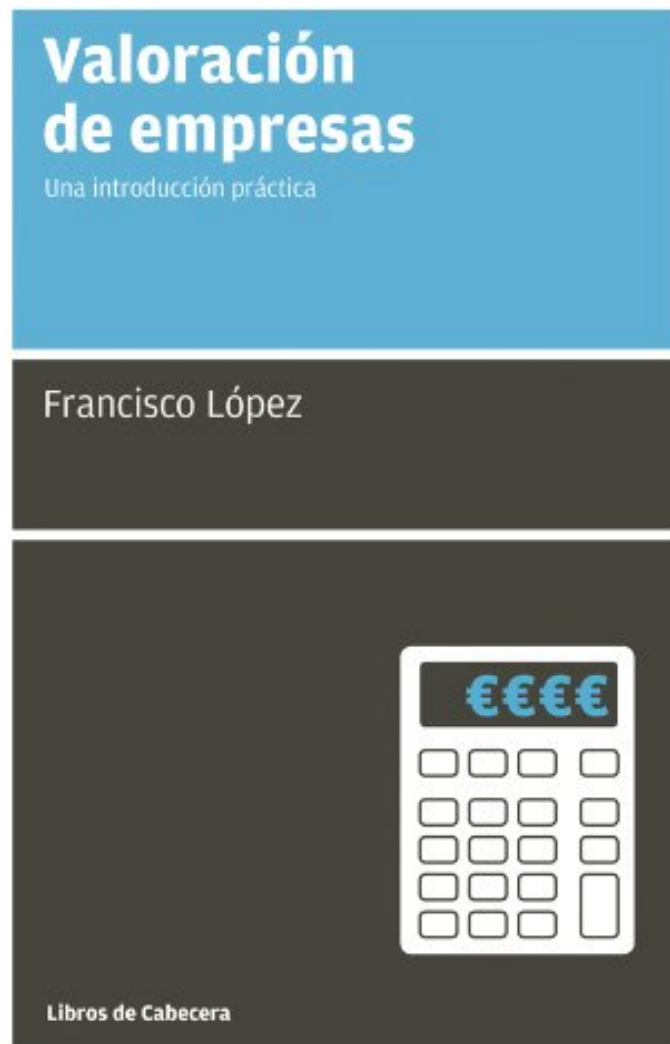 Valoración
de empresas
Una introducción práctica
Francisco López
€€€€
Libros de Cabecera